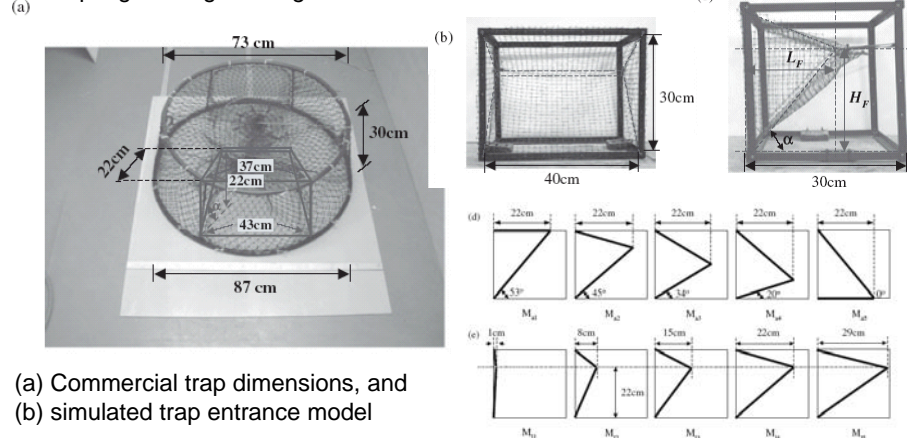 (a)
73 cm
30cm
22cm
37cm
22cm
43cm
87 cm
(b)
30cm
40cm
L_F
H_F
α
30cm
(d)
22cm 22cm 22cm 22cm 22cm
53° 45° 34° 20° 0°
M_a1 M_a2 M_a3 M_a4 M_a5
(e)
1cm 8cm 15cm 22cm 29cm
22cm
(a) Commercial trap dimensions, and
(b) simulated trap entrance model